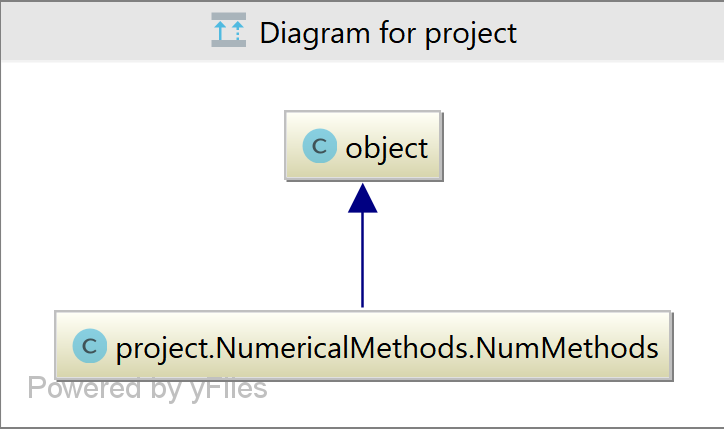 Diagram for project
C object
C project.NumericalMethods.NumMethods
Powered by yFiles